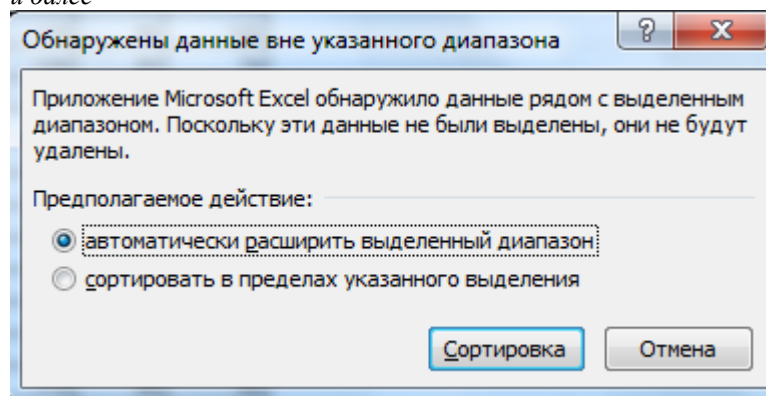 и далее
Обнаружены данные вне указанного диапазона
Приложение Microsoft Excel обнаружило данные рядом с выделенным
диапазоном. Поскольку эти данные не были выделены, они не будут
удалены.
Предполагаемое действие:
автоматически расширить выделенный диапазон
сортировать в пределах указанного выделения
Сортировка Отмена